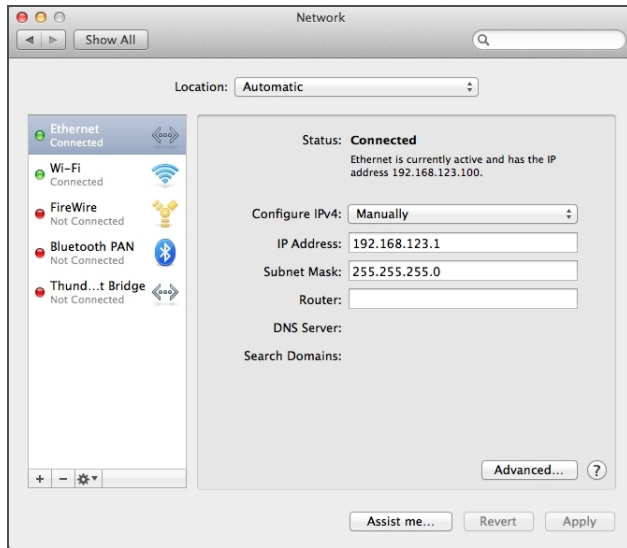 Network
Show All
Location: Automatic
Ethernet
Connected
Wi-Fi
Connected
FireWire
Not Connected
Bluetooth PAN
Not Connected
Thund...t Bridge
Not Connected
Status: Connected
Ethernet is currently active and has the IP
address 192.168.123.100.
Configure IPv4: Manually
IP Address: 192.168.123.1
Subnet Mask: 255.255.255.0
Router:
DNS Server:
Search Domains:
Advanced... ?
+ −
Assist me... Revert Apply